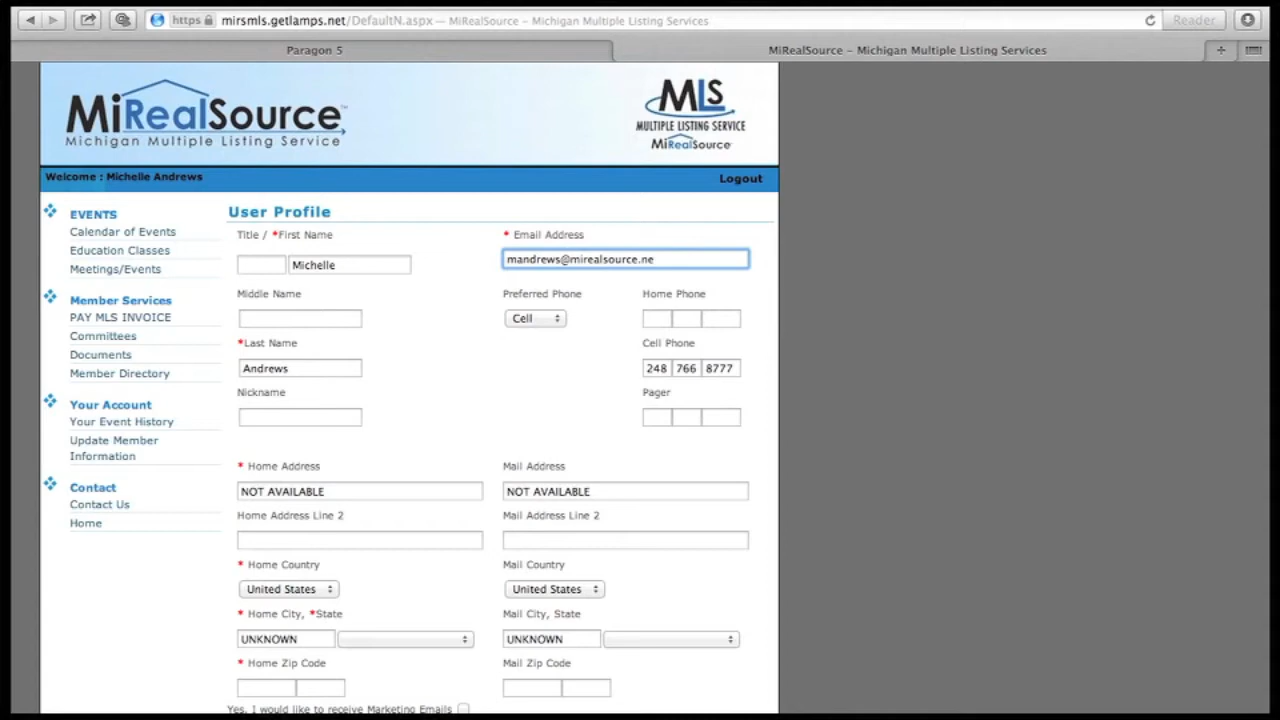 https mirsmls.getlamps.net/DefaultN.aspx — MiRealSource – Michigan Multiple Listing Services
Reader
Paragon 5
MiRealSource – Michigan Multiple Listing Services
MiRealSource™
Michigan Multiple Listing Service
MLS
MULTIPLE LISTING SERVICE
MiRealSource
Welcome : Michelle Andrews
Logout
EVENTS
Calendar of Events
Education Classes
Meetings/Events
Member Services
PAY MLS INVOICE
Committees
Documents
Member Directory
Your Account
Your Event History
Update Member
Information
Contact
Contact Us
Home
User Profile
Title / *First Name
* Email Address
Michelle
mandrews@mirealsource.ne
Middle Name
Preferred Phone
Home Phone
Cell
*Last Name
Cell Phone
Andrews
248 766 8777
Nickname
Pager
* Home Address
Mail Address
NOT AVAILABLE
NOT AVAILABLE
Home Address Line 2
Mail Address Line 2
* Home Country
Mail Country
United States
United States
* Home City, *State
Mail City, State
UNKNOWN
UNKNOWN
* Home Zip Code
Mail Zip Code
Yes, I would like to receive Marketing Emails